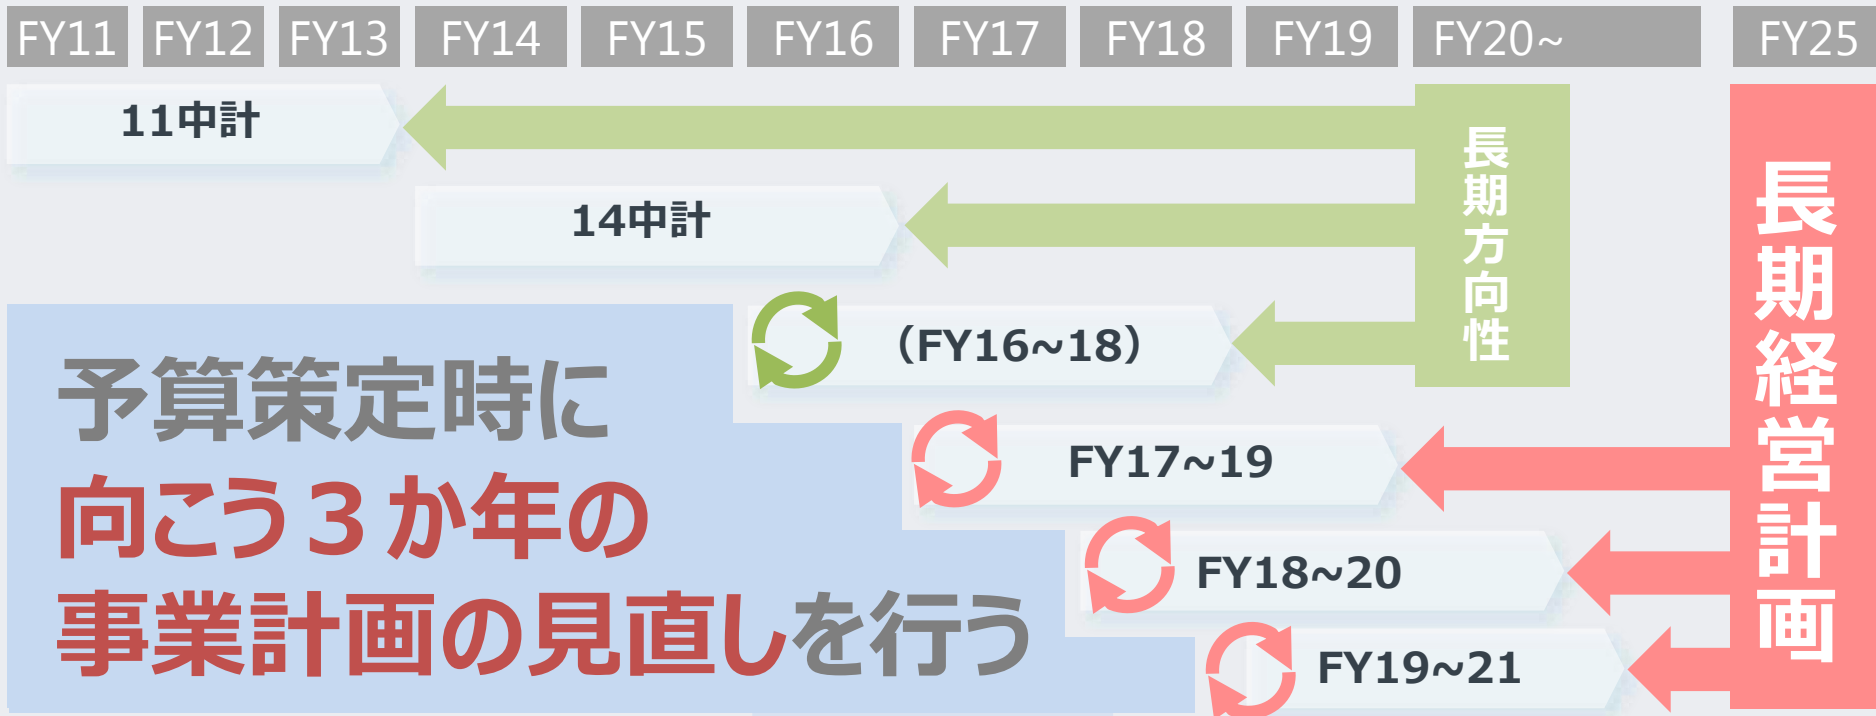 FY11 FY12 FY13 FY14 FY15 FY16 FY17 FY18 FY19 FY20~ FY25
11中計
14中計
（FY16~18）
FY17~19
FY18~20
FY19~21
長期方向性
長期経営計画
予算策定時に
向こう３か年の
事業計画の見直しを行う